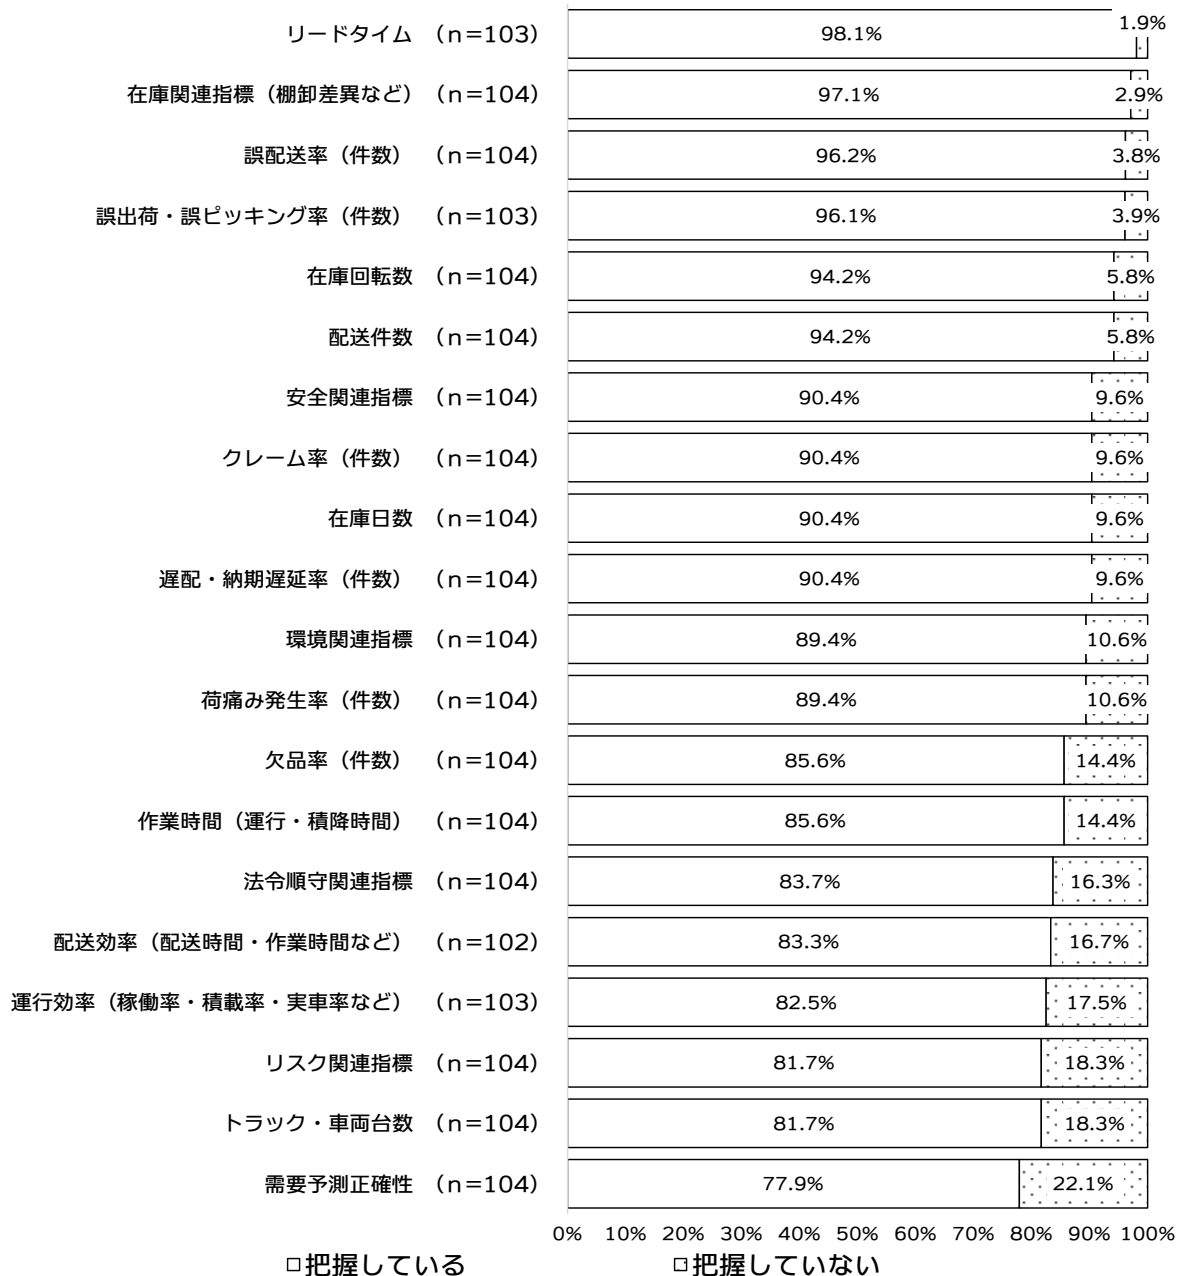 リードタイム （n＝103） 98.1% 1.9%
在庫関連指標（棚卸差異など）（n＝104） 97.1% 2.9%
誤配送率（件数） （n＝104） 96.2% 3.8%
誤出荷・誤ピッキング率（件数） （n＝103） 96.1% 3.9%
在庫回転数 （n＝104） 94.2% 5.8%
配送件数 （n＝104） 94.2% 5.8%
安全関連指標 （n＝104） 90.4% 9.6%
クレーム率（件数） （n＝104） 90.4% 9.6%
在庫日数 （n＝104） 90.4% 9.6%
遅配・納期遅延率（件数） （n＝104） 90.4% 9.6%
環境関連指標 （n＝104） 89.4% 10.6%
荷痛み発生率（件数） （n＝104） 89.4% 10.6%
欠品率（件数） （n＝104） 85.6% 14.4%
作業時間（運行・積降時間） （n＝104） 85.6% 14.4%
法令順守関連指標 （n＝104） 83.7% 16.3%
配送効率（配送時間・作業時間など） （n＝102） 83.3% 16.7%
運行効率（稼働率・積載率・実車率など） （n＝103） 82.5% 17.5%
リスク関連指標 （n＝104） 81.7% 18.3%
トラック・車両台数 （n＝104） 81.7% 18.3%
需要予測正確性 （n＝104） 77.9% 22.1%
0% 10% 20% 30% 40% 50% 60% 70% 80% 90% 100%
把握している 把握していない